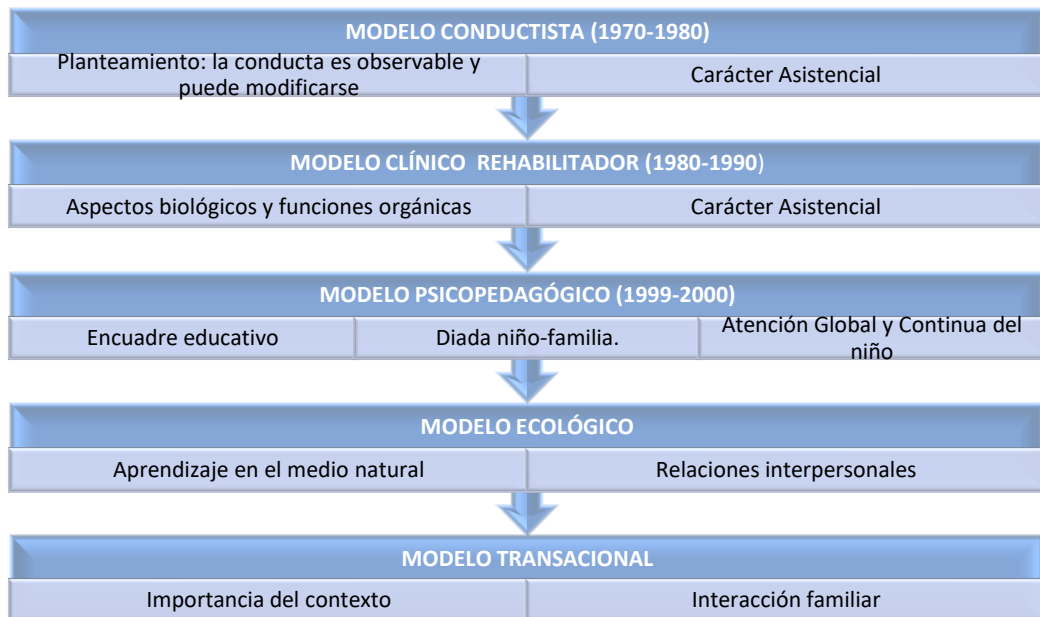 MODELO CONDUCTISTA (1970-1980)
Planteamiento: la conducta es observable y
puede modificarse
Carácter Asistencial
MODELO CLÍNICO REHABILITADOR (1980-1990)
Aspectos biológicos y funciones orgánicas
Carácter Asistencial
MODELO PSICOPEDAGÓGICO (1999-2000)
Encuadre educativo
Diada niño-familia.
Atención Global y Continua del
niño
MODELO ECOLÓGICO
Aprendizaje en el medio natural
Relaciones interpersonales
MODELO TRANSACIONAL
Importancia del contexto
Interacción familiar